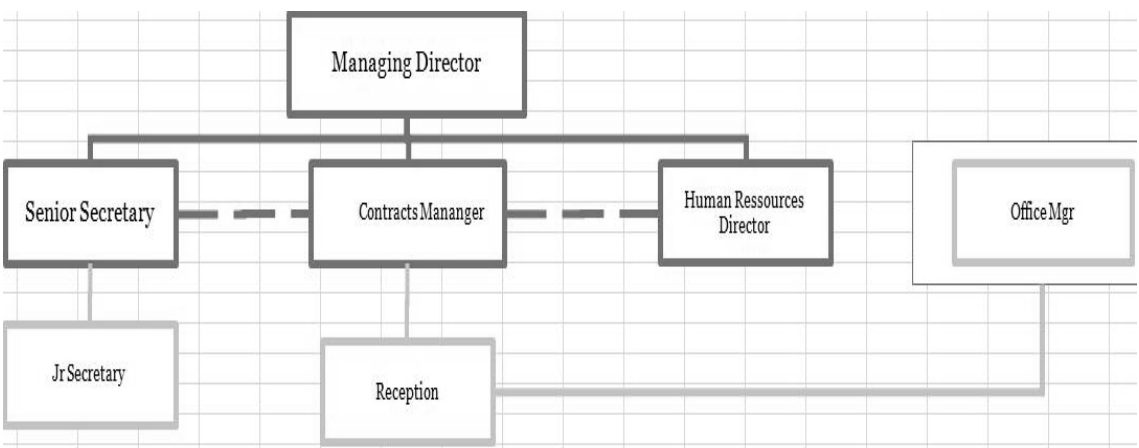 Managing Director
Senior Secretary
Contracts Mananger
Human Ressources
Director
Office Mgr
Jr Secretary
Reception